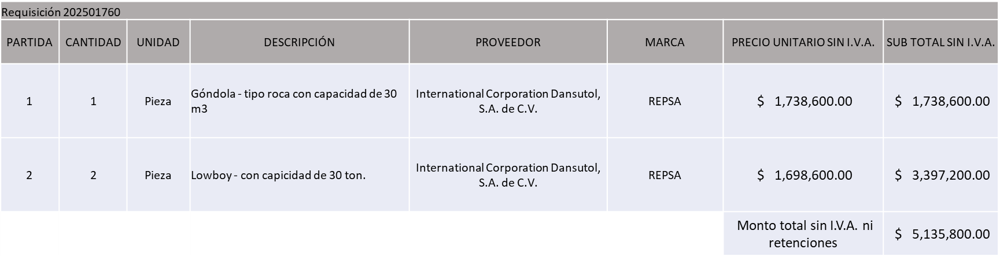 Requisición 202501760
PARTIDA CANTIDAD UNIDAD DESCRIPCIÓN PROVEEDOR MARCA PRECIO UNITARIO SIN I.V.A. SUB TOTAL SIN I.V.A.
1 1 Pieza Góndola - tipo roca con capacidad de 30
m3 International Corporation Dansutol,
S.A. de C.V. REPSA $ 1,738,600.00 $ 1,738,600.00
2 2 Pieza Lowboy - con capicidad de 30 ton. International Corporation Dansutol,
S.A. de C.V. REPSA $ 1,698,600.00 $ 3,397,200.00
Monto total sin I.V.A. ni
retenciones $ 5,135,800.00